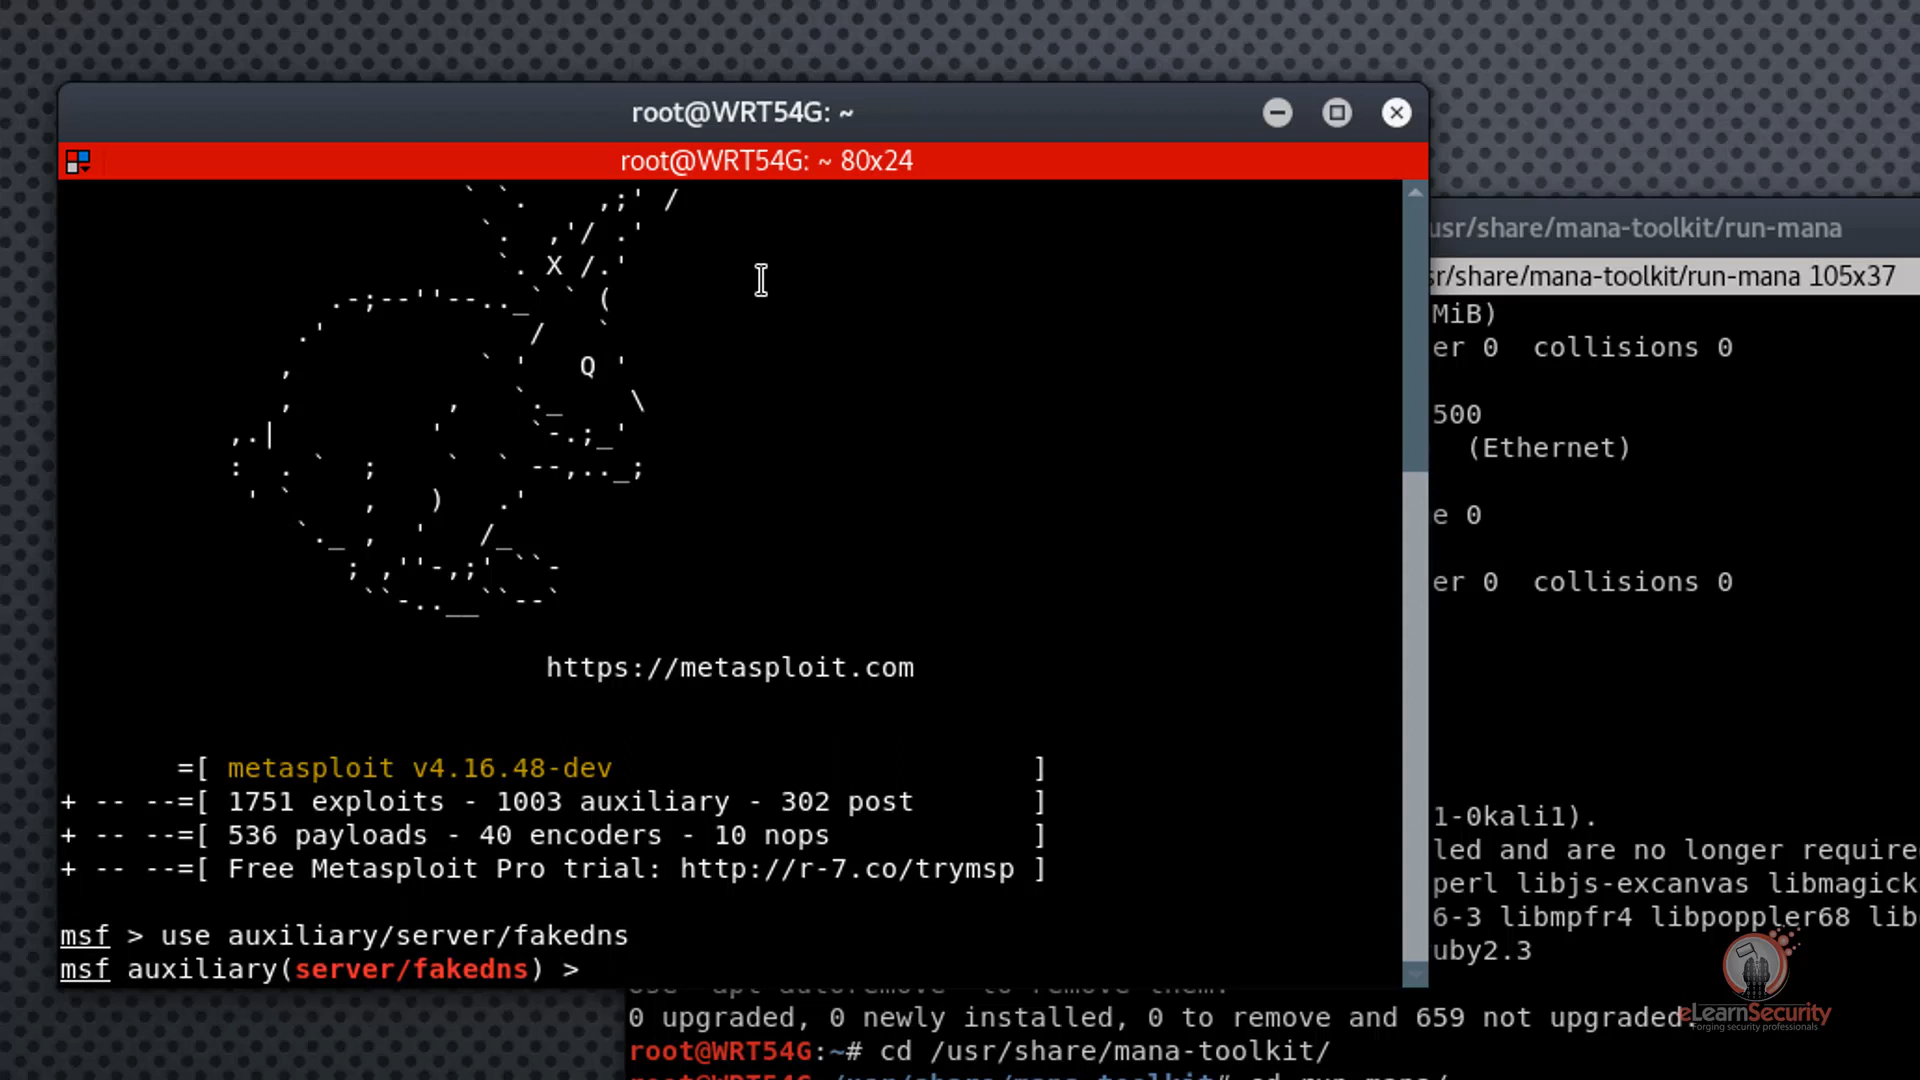 root@WRT54G: ~
root@WRT54G: ~ 80x24
X
Q
https://metasploit.com
=[ metasploit v4.16.48-dev ]
+ -- --=[ 1751 exploits - 1003 auxiliary - 302 post ]
+ -- --=[ 536 payloads - 40 encoders - 10 nops ]
+ -- --=[ Free Metasploit Pro trial: http://r-7.co/trymsp ]
msf > use auxiliary/server/fakedns
msf auxiliary(server/fakedns) >
usr/share/mana-toolkit/run-mana
sr/share/mana-toolkit/run-mana 105x37
MiB)
er 0 collisions 0
500
(Ethernet)
e 0
er 0 collisions 0
1-0kali1).
led and are no longer require
perl libjs-excanvas libmagick
6-3 libmpfr4 libpoppler68 lib
uby2.3
0 upgraded, 0 newly installed, 0 to remove and 659 not upgraded.
root@WRT54G:~# cd /usr/share/mana-toolkit/
eLearnSecurity
Forging security professionals